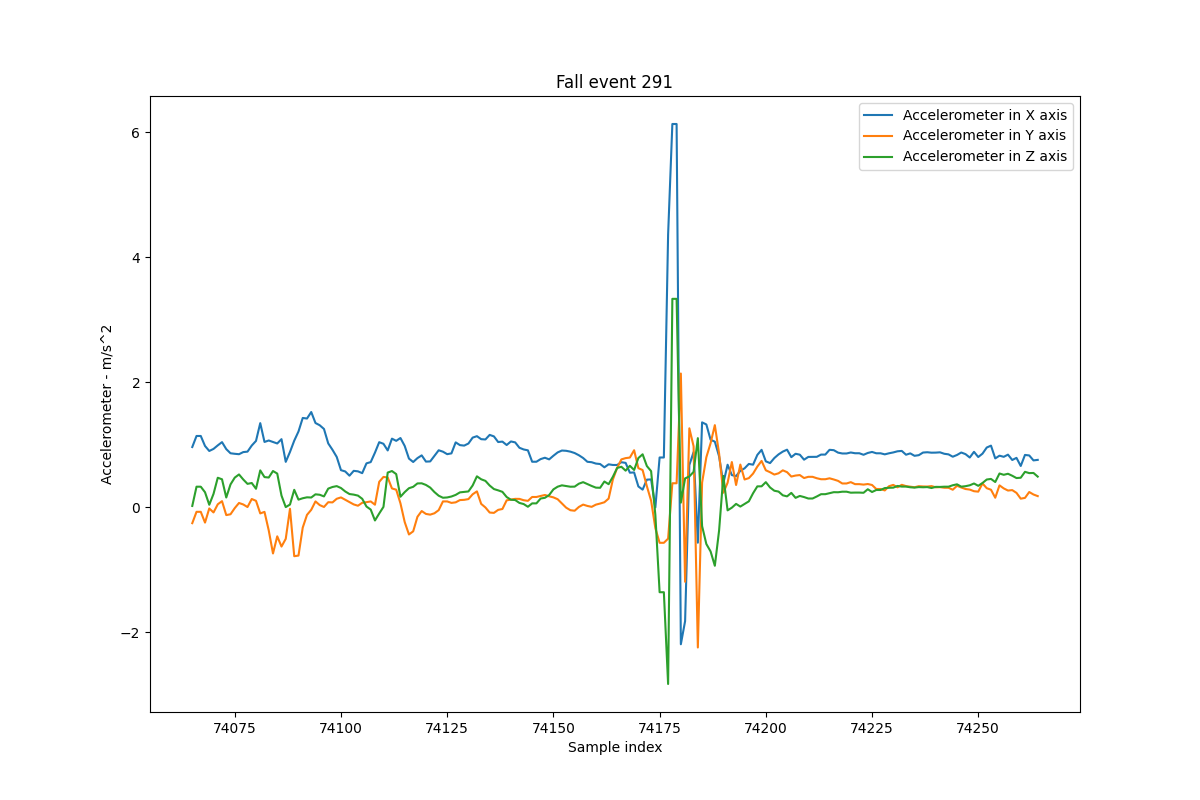 Fall event 291
Accelerometer in X axis
Accelerometer in Y axis
Accelerometer in Z axis
6
4
2
0
−2
Accelerometer - m/s^2
74075 74100 74125 74150 74175 74200 74225 74250
Sample index